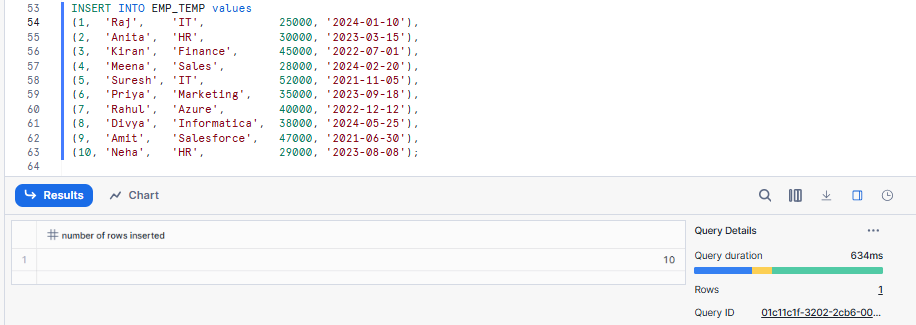 53 INSERT INTO EMP_TEMP values
54 (1, 'Raj', 'IT', 25000, '2024-01-10'),
55 (2, 'Anita', 'HR', 30000, '2023-03-15'),
56 (3, 'Kiran', 'Finance', 45000, '2022-07-01'),
57 (4, 'Meena', 'Sales', 28000, '2024-02-20'),
58 (5, 'Suresh', 'IT', 52000, '2021-11-05'),
59 (6, 'Priya', 'Marketing', 35000, '2023-09-18'),
60 (7, 'Rahul', 'Azure', 40000, '2022-12-12'),
61 (8, 'Divya', 'Informatica', 38000, '2024-05-25'),
62 (9, 'Amit', 'Salesforce', 47000, '2021-06-30'),
63 (10, 'Neha', 'HR', 29000, '2023-08-08');
64
Results Chart
# number of rows inserted
1 10
Query Details ...
Query duration 634ms
Rows 1
Query ID 01c11c1f-3202-2cb6-00...